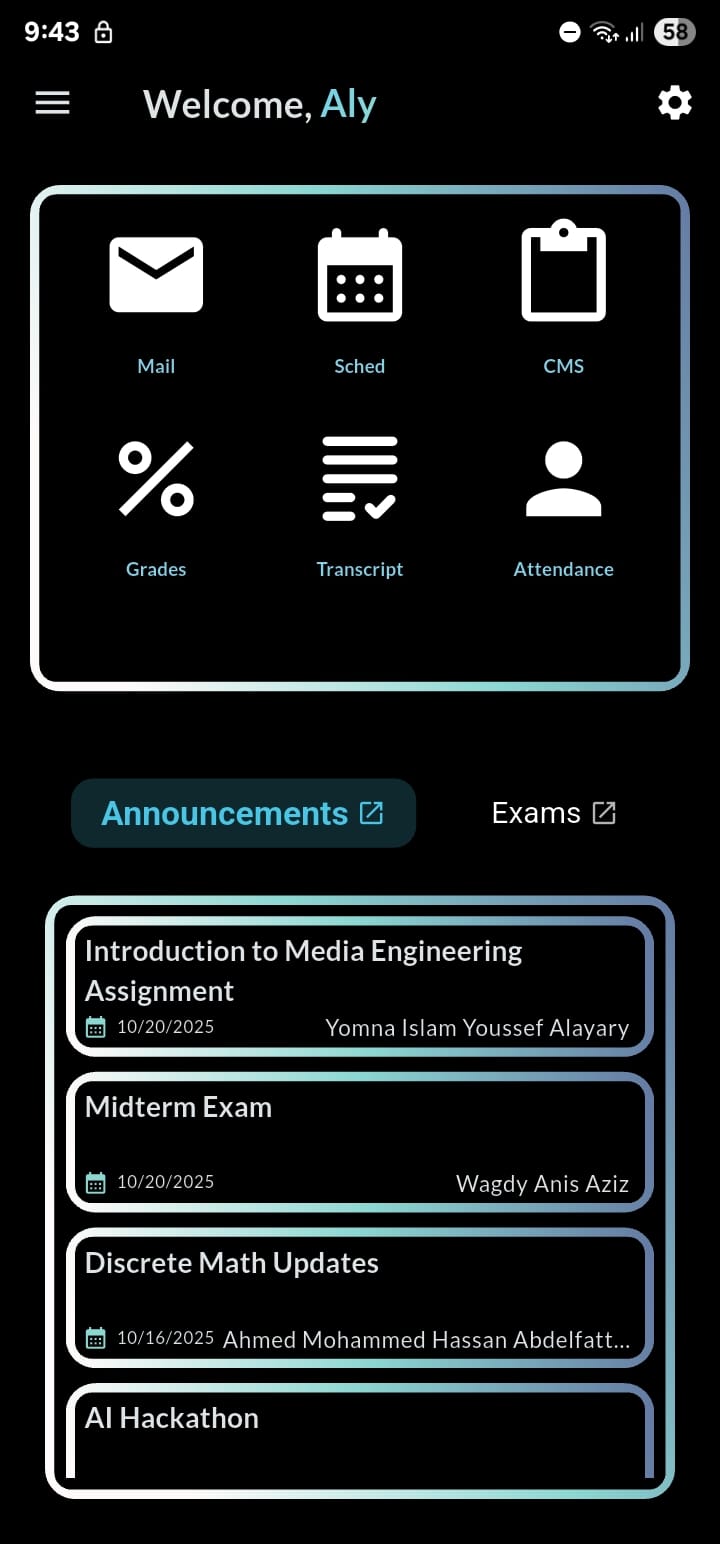 9:43
58
Welcome, Aly
Mail
Sched
CMS
Grades
Transcript
Attendance
Announcements
Exams
Introduction to Media Engineering
Assignment
10/20/2025 Yomna Islam Youssef Alayary
Midterm Exam
10/20/2025 Wagdy Anis Aziz
Discrete Math Updates
10/16/2025 Ahmed Mohammed Hassan Abdelfatt...
AI Hackathon